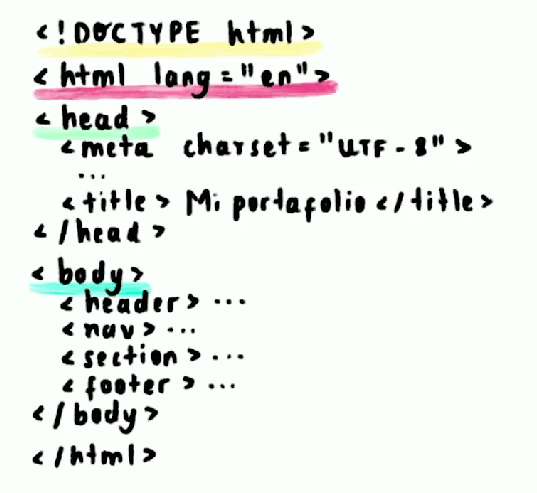 <!DOCTYPE html>
<html lang="en">
<head>
<meta charset="UTF-8">
...
<title> Mi portafolio </title>
</head>
<body>
<header> ...
<nav> ...
<section> ...
<footer> ...
</body>
</html>